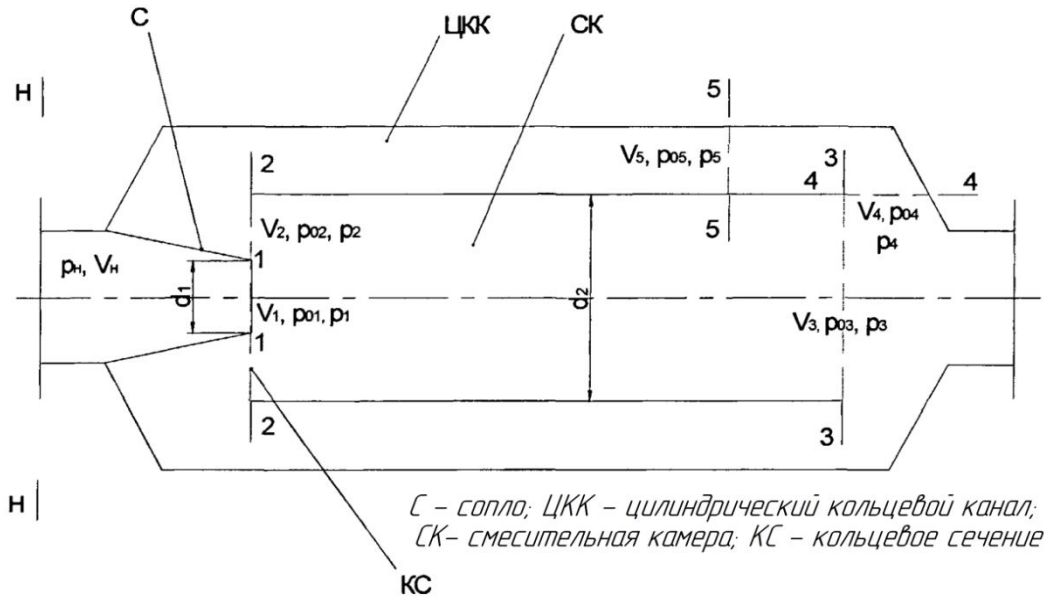 С
ЦКК
СК
Н
5
2
V₅, p₀₅, p₅
3
4
4
V₂, p₀₂, p₂
5
V₄, p₀₄
p₄
1
pн, Vн
d₁
d₂
V₁, p₀₁, p₁
V₃, p₀₃, p₃
1
2
3
Н
С – сопло; ЦКК – цилиндрический кольцевой канал;
СК– смесительная камера; КС – кольцевое сечение
КС